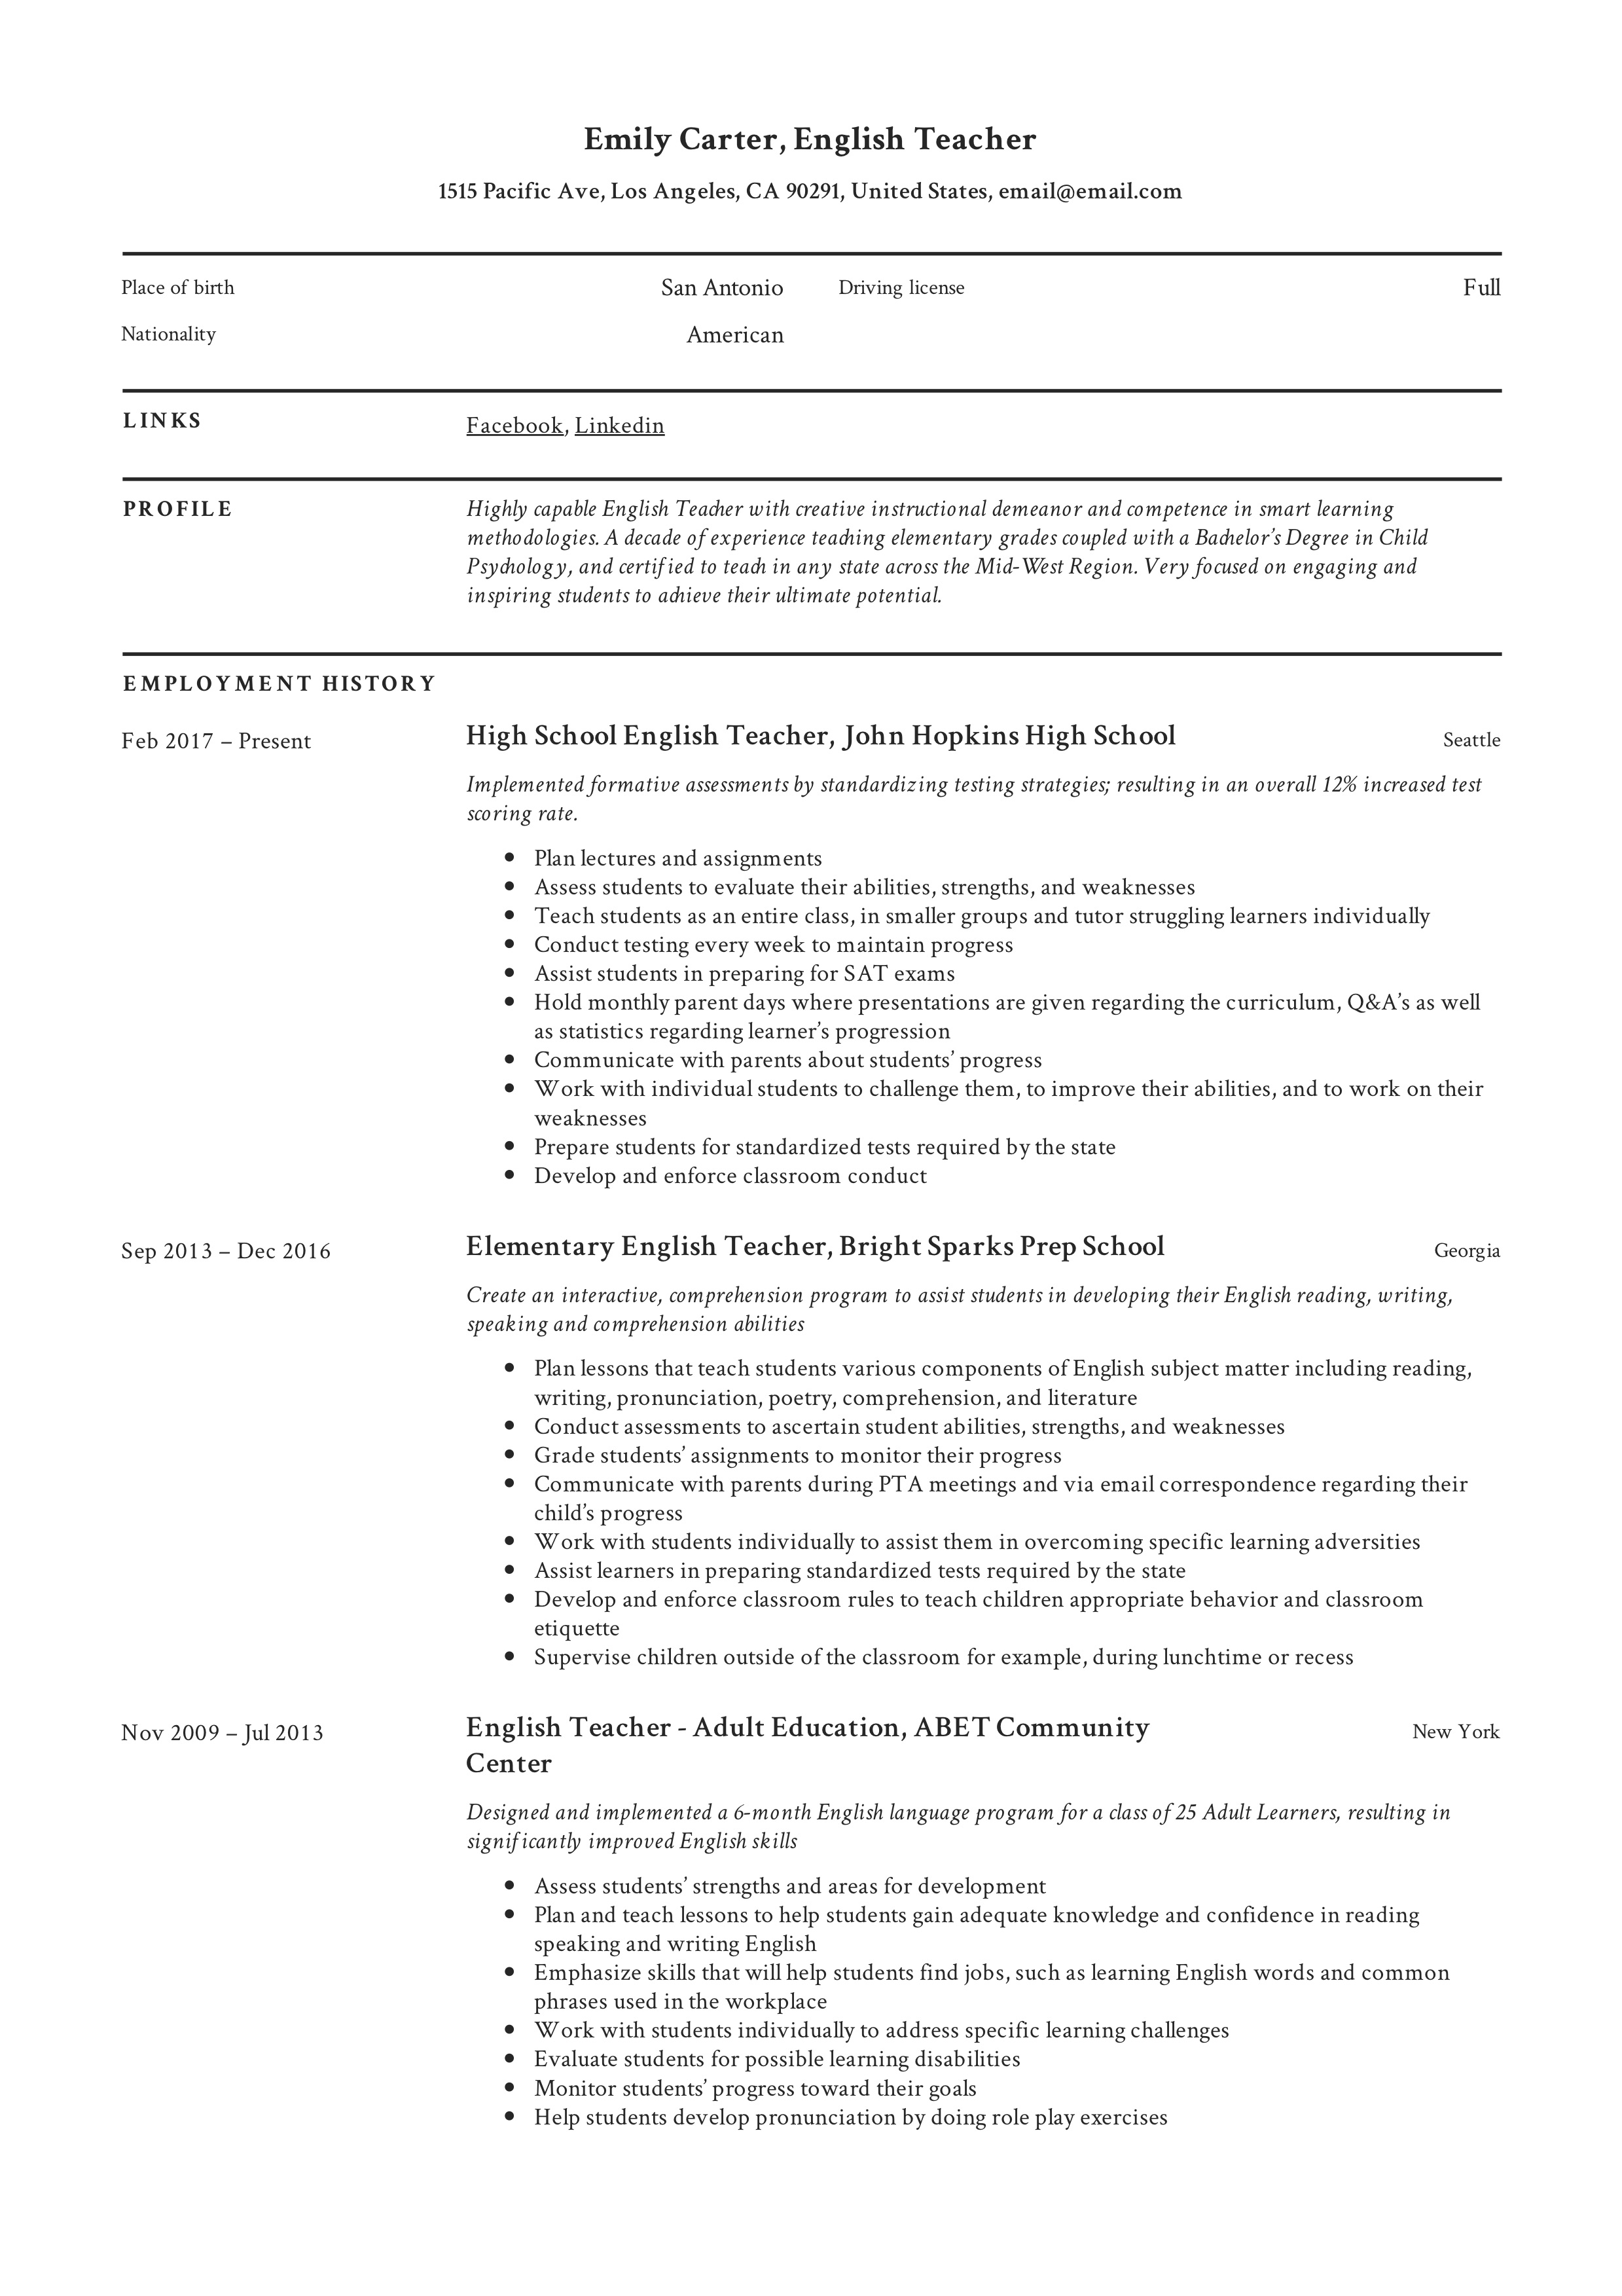 Emily Carter, English Teacher
1515 Pacific Ave, Los Angeles, CA 90291, United States, email@email.com
Place of birth San Antonio Driving license Full
Nationality American
LINKS Facebook, Linkedin
PROFILE Highly capable English Teacher with creative instructional demeanor and competence in smart learning
methodologies. A decade of experience teaching elementary grades coupled with a Bachelor's Degree in Child
Psychology, and certified to teach in any state across the Mid-West Region. Very focused on engaging and
inspiring students to achieve their ultimate potential.
EMPLOYMENT HISTORY
Feb 2017 – Present High School English Teacher, John Hopkins High School Seattle
Implemented formative assessments by standardizing testing strategies; resulting in an overall 12% increased test
scoring rate.
• Plan lectures and assignments
• Assess students to evaluate their abilities, strengths, and weaknesses
• Teach students as an entire class, in smaller groups and tutor struggling learners individually
• Conduct testing every week to maintain progress
• Assist students in preparing for SAT exams
• Hold monthly parent days where presentations are given regarding the curriculum, Q&A's as well
as statistics regarding learner's progression
• Communicate with parents about students' progress
• Work with individual students to challenge them, to improve their abilities, and to work on their
weaknesses
• Prepare students for standardized tests required by the state
• Develop and enforce classroom conduct
Sep 2013 – Dec 2016 Elementary English Teacher, Bright Sparks Prep School Georgia
Create an interactive, comprehension program to assist students in developing their English reading, writing,
speaking and comprehension abilities
• Plan lessons that teach students various components of English subject matter including reading,
writing, pronunciation, poetry, comprehension, and literature
• Conduct assessments to ascertain student abilities, strengths, and weaknesses
• Grade students' assignments to monitor their progress
• Communicate with parents during PTA meetings and via email correspondence regarding their
child's progress
• Work with students individually to assist them in overcoming specific learning adversities
• Assist learners in preparing standardized tests required by the state
• Develop and enforce classroom rules to teach children appropriate behavior and classroom
etiquette
• Supervise children outside of the classroom for example, during lunchtime or recess
Nov 2009 – Jul 2013 English Teacher - Adult Education, ABET Community New York
Center
Designed and implemented a 6-month English language program for a class of 25 Adult Learners, resulting in
significantly improved English skills
• Assess students' strengths and areas for development
• Plan and teach lessons to help students gain adequate knowledge and confidence in reading
speaking and writing English
• Emphasize skills that will help students find jobs, such as learning English words and common
phrases used in the workplace
• Work with students individually to address specific learning challenges
• Evaluate students for possible learning disabilities
• Monitor students' progress toward their goals
• Help students develop pronunciation by doing role play exercises